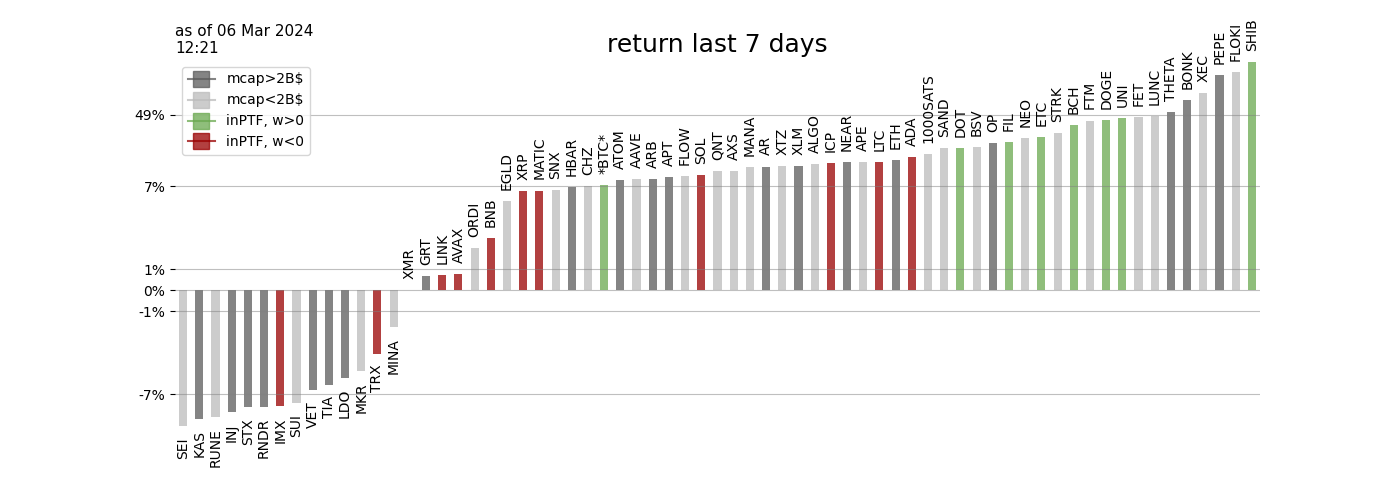 as of 06 Mar 2024
12:21
return last 7 days
mcap>2B$
mcap<2B$
inPTF, w>0
inPTF, w<0
49%
7%
1%
0%
-1%
-7%
SEI
KAS
RUNE
INJ
STX
RNDR
IMX
SUI
VET
TIA
LDO
MKR
TRX
MINA
XMR
GRT
LINK
AVAX
ORDI
BNB
EGLD
XRP
MATIC
SNX
HBAR
CHZ
*BTC*
ATOM
AAVE
ARB
APT
FLOW
SOL
QNT
AXS
MANA
AR
XTZ
XLM
ALGO
ICP
NEAR
APE
LTC
ETH
ADA
1000SATS
SAND
DOT
BSV
OP
FIL
NEO
ETC
STRK
BCH
FTM
DOGE
UNI
FET
LUNC
THETA
BONK
XEC
PEPE
FLOKI
SHIB